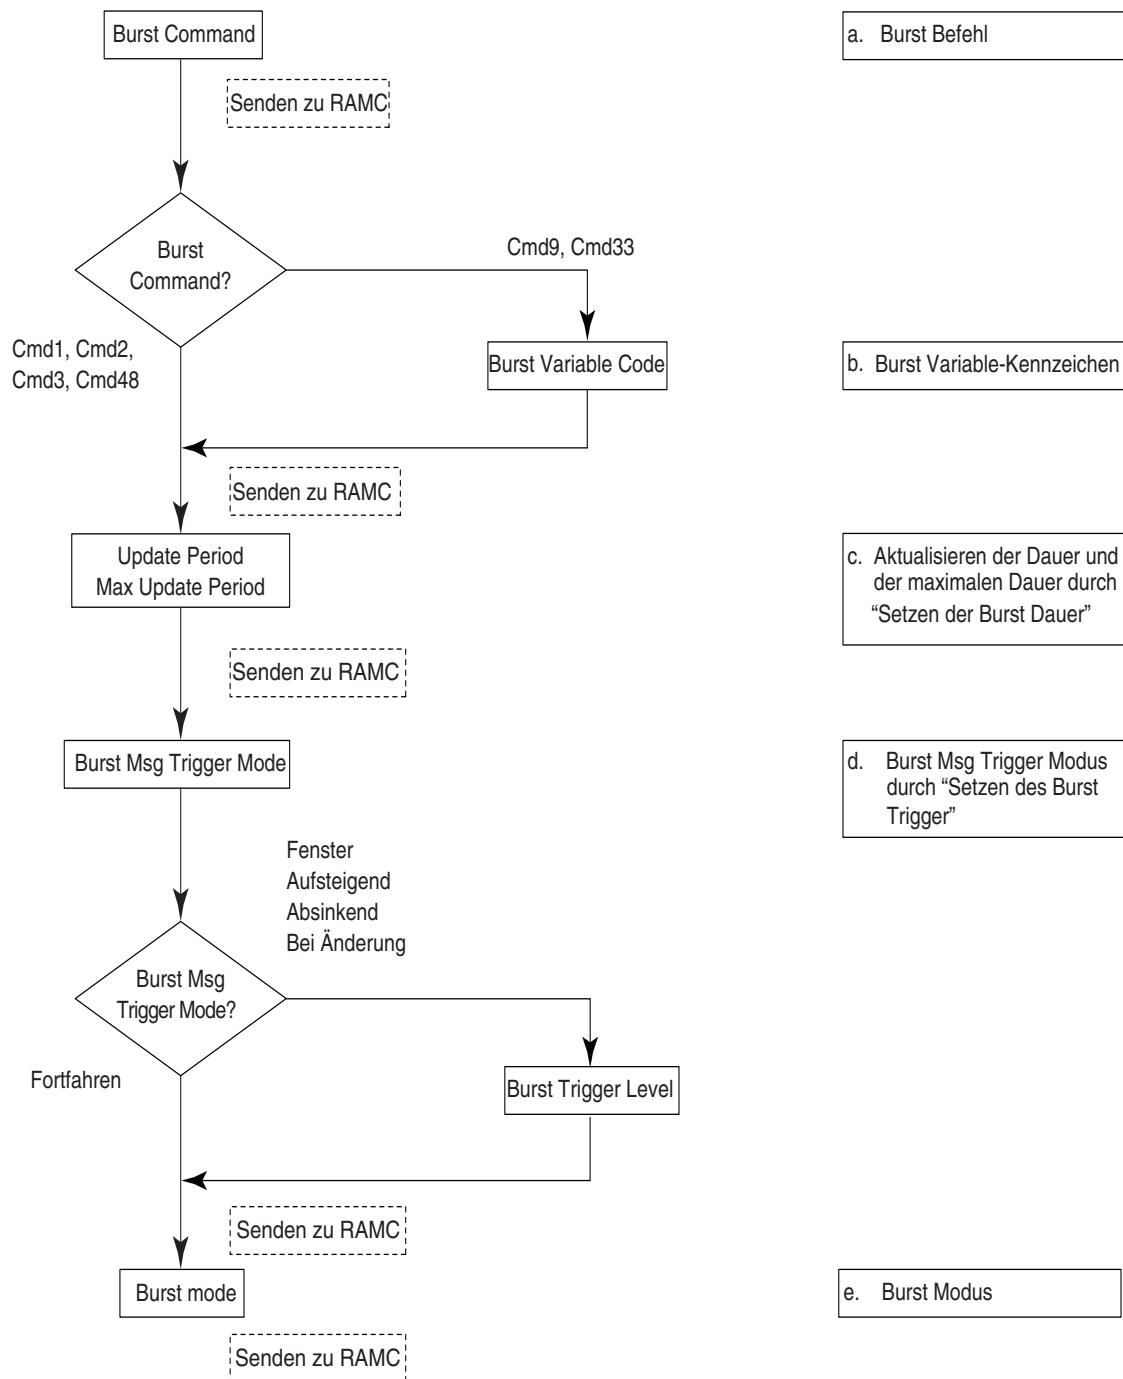 Burst Command
a. Burst Befehl
Senden zu RAMC
Burst
Command?
Cmd9, Cmd33
Cmd1, Cmd2,
Cmd3, Cmd48
Burst Variable Code
b. Burst Variable-Kennzeichen
Senden zu RAMC
Update Period
Max Update Period
c. Aktualisieren der Dauer und
der maximalen Dauer durch
“Setzen der Burst Dauer”
Senden zu RAMC
Burst Msg Trigger Mode
d. Burst Msg Trigger Modus
durch “Setzen des Burst
Trigger”
Fenster
Aufsteigend
Absinkend
Bei Änderung
Burst Msg
Trigger Mode?
Fortfahren
Burst Trigger Level
Senden zu RAMC
Burst mode
e. Burst Modus
Senden zu RAMC